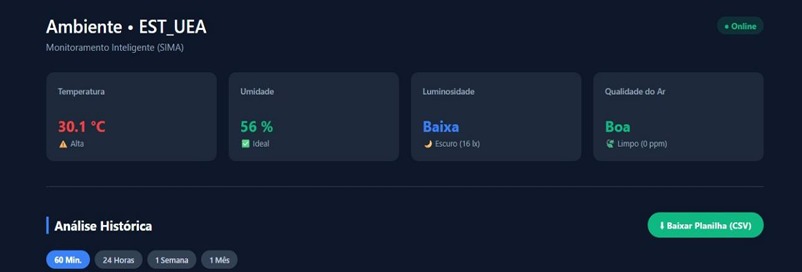 Ambiente • EST_UEA
• Online
Monitoramento Inteligente (SIMA)
Temperatura
30.1 °C
⚠️ Alta
Umidade
56 %
✅ Ideal
Luminosidade
Baixa
🌙 Escuro (16 lx)
Qualidade do Ar
Boa
🍃 Limpo (0 ppm)
Análise Histórica
⬇ Baixar Planilha (CSV)
60 Min.
24 Horas
1 Semana
1 Mês